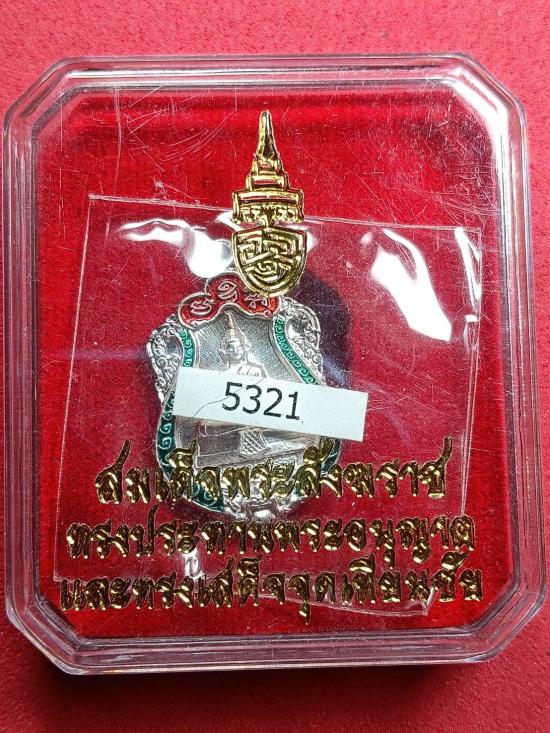 5321
สมเด็จพระสังฆราช
ทรงประทานพระอนุญาต
และทรงเสด็จจุดเทียนชัย